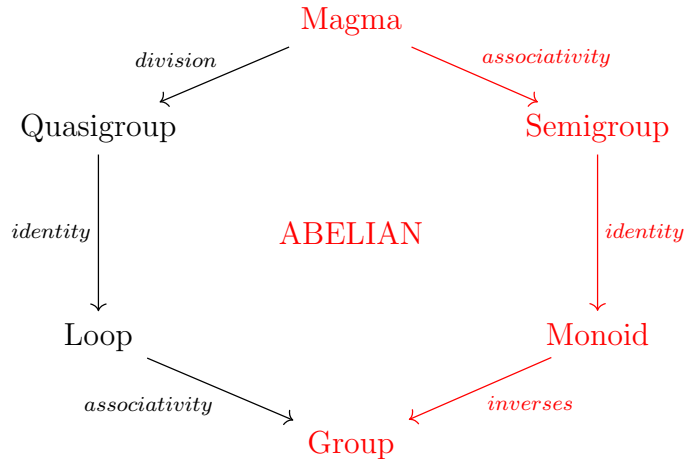 Magma
division
associativity
Quasigroup
Semigroup
identity
ABELIAN
identity
Loop
Monoid
associativity
inverses
Group